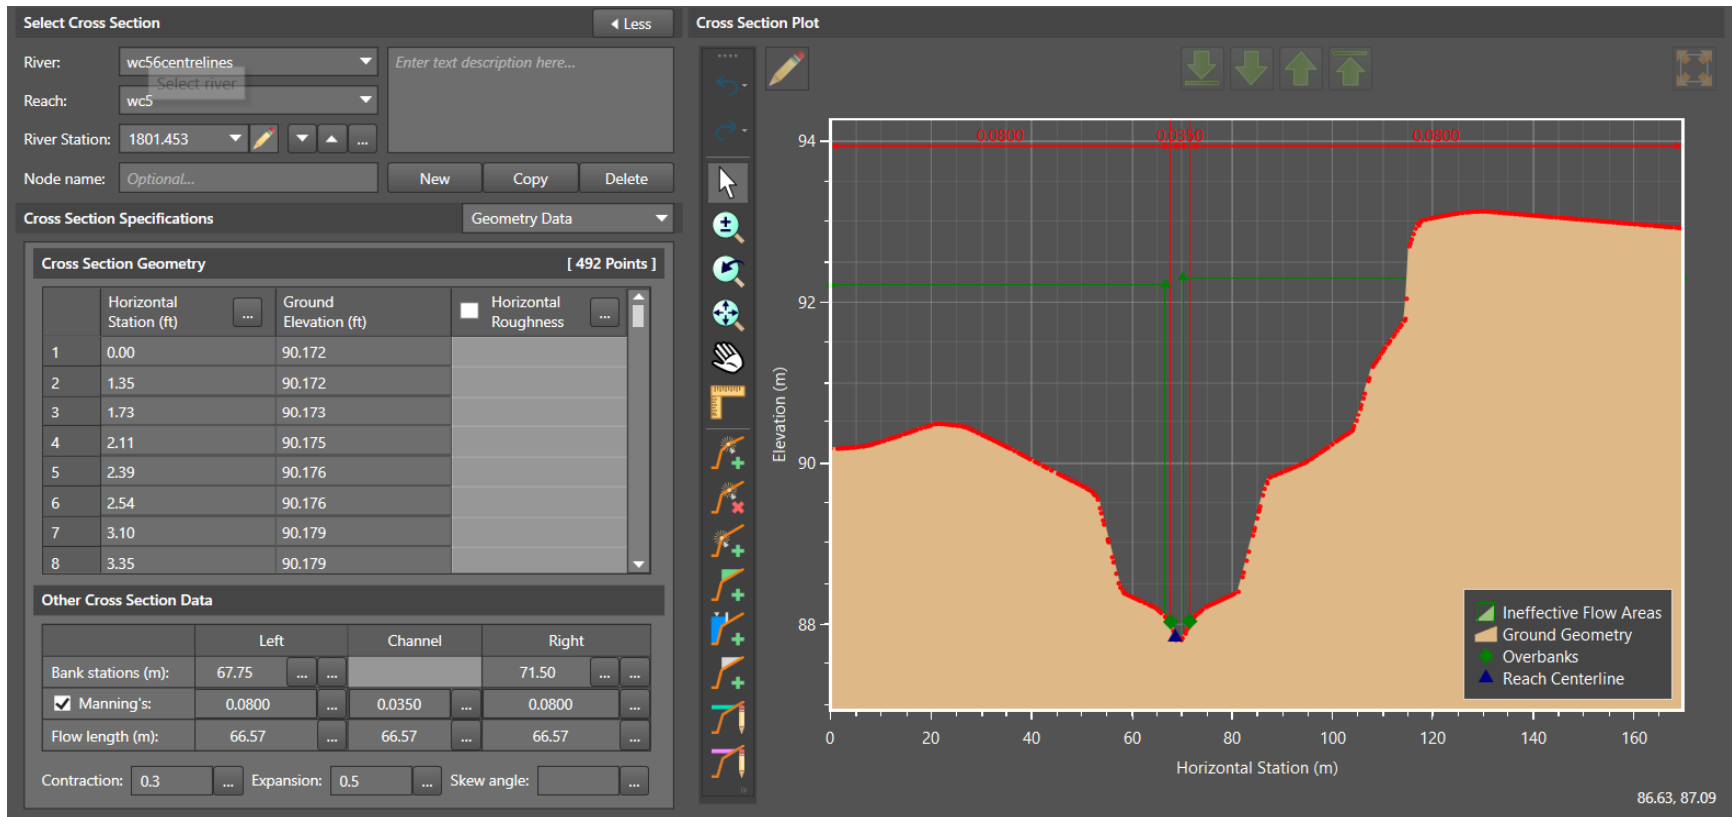 Select Cross Section
Less
River:
wc56centrelines
Select river
Enter text description here...
Reach:
wc5
River Station:
1801.453
...
Node name:
Optional...
New
Copy
Delete
Cross Section Specifications
Geometry Data
Cross Section Geometry
[ 492 Points ]
Horizontal Station (ft)
...
Ground Elevation (ft)
Horizontal Roughness
...
1 0.00 90.172
2 1.35 90.172
3 1.73 90.173
4 2.11 90.175
5 2.39 90.176
6 2.54 90.176
7 3.10 90.179
8 3.35 90.179
Other Cross Section Data
Left Channel Right
Bank stations (m): 67.75 ... ... 71.50 ... ...
Manning's: 0.0800 ... 0.0350 ... 0.0800 ...
Flow length (m): 66.57 ... 66.57 ... 66.57 ...
Contraction: 0.3 ... Expansion: 0.5 ... Skew angle: ...
Cross Section Plot
0.0800 0.0350 0.0800
94
92
90
88
Elevation (m)
0 20 40 60 80 100 120 140 160
Horizontal Station (m)
Ineffective Flow Areas
Ground Geometry
Overbanks
Reach Centerline
86.63, 87.09